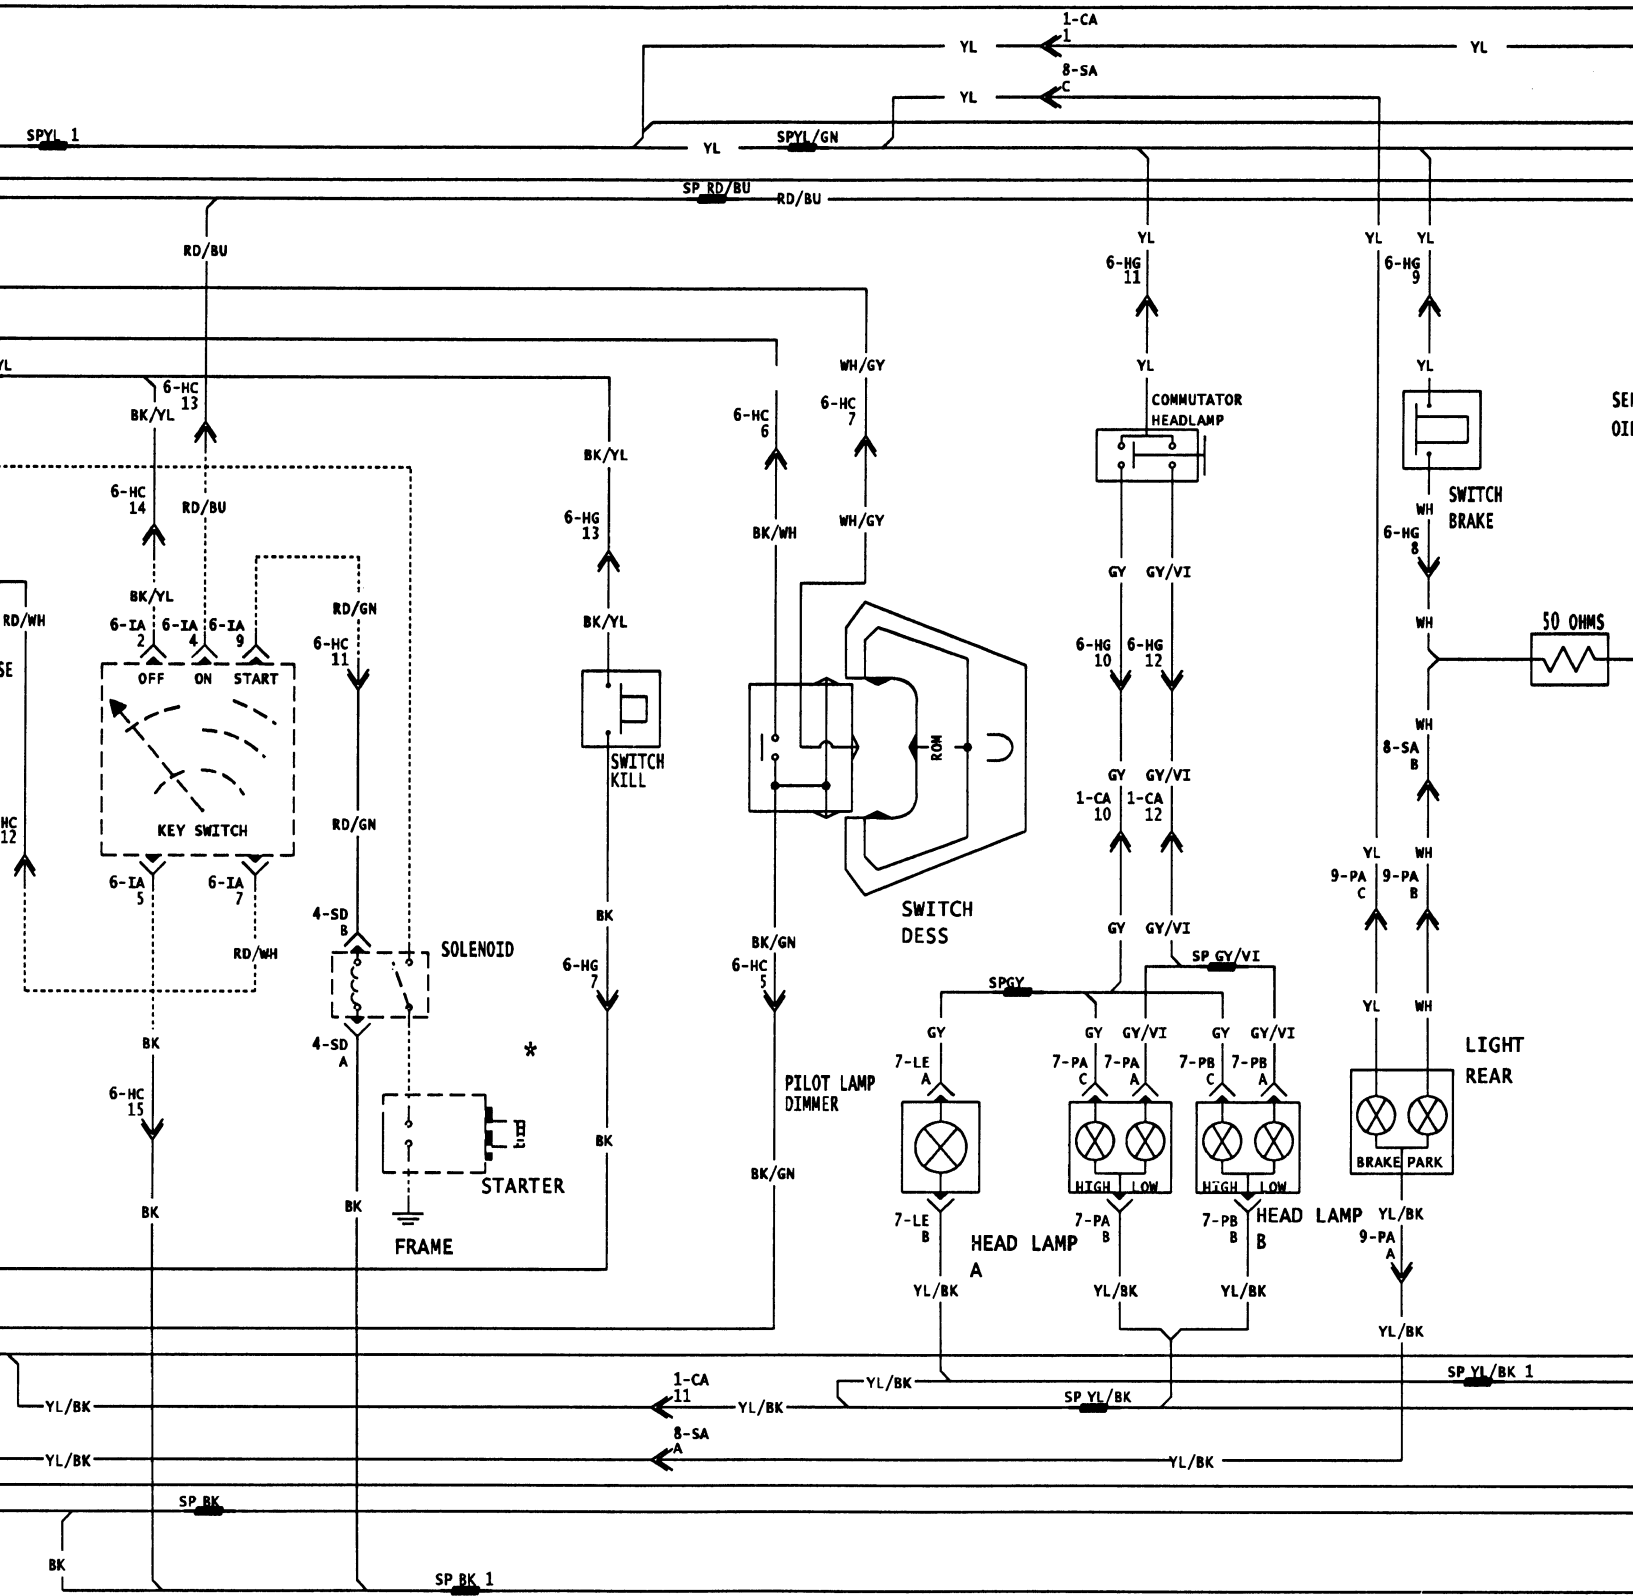 1-CA
1
YL
YL
8-SA
C
YL
SPYL 1
YL
SPYL/GN
SP RD/BU
RD/BU
RD/BU
YL
YL
YL
6-HG
11
6-HG
9
WH/GY
YL
YL
6-HC
13
BK/YL
6-HC
6
6-HC
7
COMMUTATOR
HEADLAMP
BK/YL
6-HC
14
RD/BU
6-HG
13
BK/WH
WH/GY
WH
SWITCH
BRAKE
6-HG
8
GY
GY/VI
BK/YL
RD/GN
RD/WH
6-IA
2
6-IA
4
6-IA
9
BK/YL
WH
50 OHMS
6-HC
11
6-HG
10
6-HG
12
OFF
ON
START
WH
8-SA
B
ROM
SWITCH
KILL
GY
GY/VI
1-CA
10
1-CA
12
HC
12
KEY SWITCH
RD/GN
YL
WH
9-PA
C
9-PA
B
6-IA
5
6-IA
7
4-SD
B
BK
SWITCH
DESS
GY
GY/VI
RD/WH
SOLENOID
BK/GN
6-HG
7
6-HC
5
SP GY/VI
SPGY
YL
WH
BK
4-SD
A
*
GY
GY
GY/VI
GY
GY/VI
LIGHT
REAR
7-LE
A
7-PA
C
7-PA
A
7-PB
C
7-PB
A
6-HC
15
PILOT LAMP
DIMMER
BK
BRAKE
PARK
BK/GN
STARTER
HIGH
LOW
HIGH
LOW
BK
BK
7-LE
B
7-PA
B
7-PB
B
HEAD LAMP
B
YL/BK
9-PA
A
FRAME
HEAD LAMP
A
YL/BK
YL/BK
YL/BK
YL/BK
SP YL/BK 1
YL/BK
1-CA
11
YL/BK
YL/BK
SP YL/BK
8-SA
A
YL/BK
YL/BK
SP BK
BK
SP BK 1